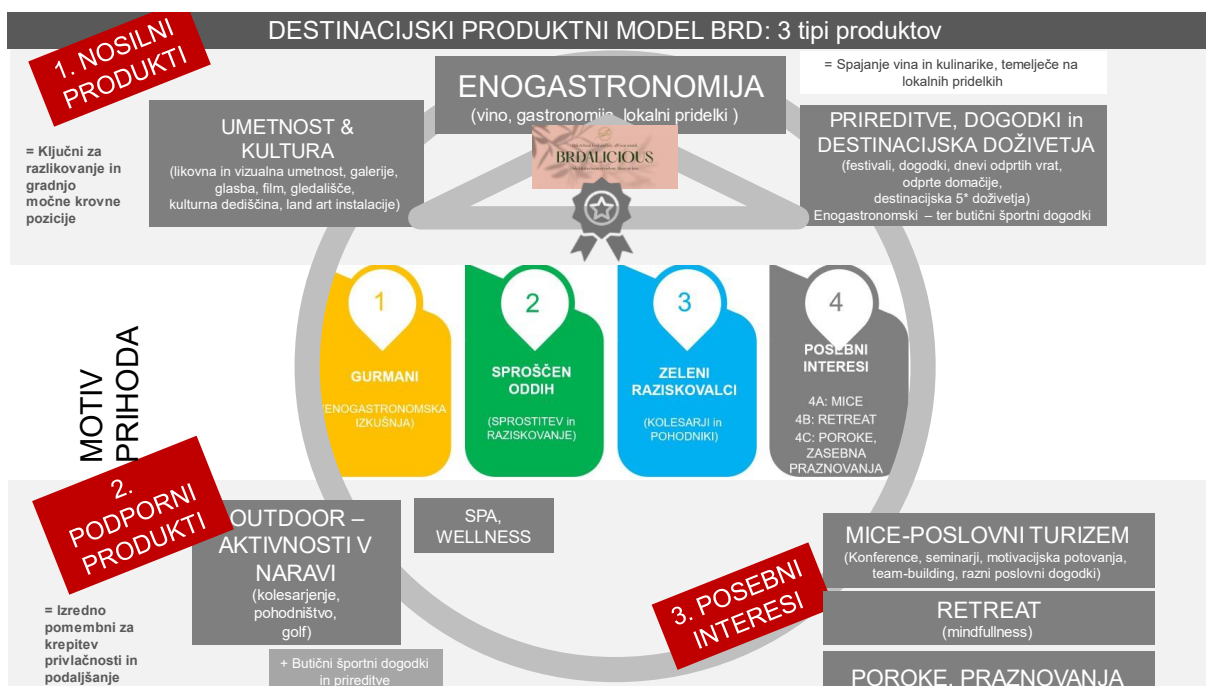 DESTINACIJSKI PRODUKTNI MODEL BRD: 3 tipi produktov
1. NOSILNI
PRODUKTI
= Ključni za
razlikovanje in
gradnjo
močne krovne
pozicije
UMETNOST &
KULTURA
(likovna in vizualna umetnost, galerije,
glasba, film, gledališče,
kulturna dediščina, land art instalacije)
ENOGASTRONOMIJA
(vino, gastronomija, lokalni pridelki )
BRDALICIOUS
= Spajanje vina in kulinarike, temelječe na
lokalnih pridelkih
PRIREDITVE, DOGODKI in
DESTINACIJSKA DOŽIVETJA
(festivali, dogodki, dnevi odprtih vrat,
odprte domačije,
destinacijska 5* doživetja)
Enogastronomski – ter butični športni dogodki
MOTIV
PRIHODA
1
GURMANI
ENOGASTRONOMSKA
IZKUŠNJA)
2
SPROŠČEN
ODDIH
(SPROSTITEV in
RAZISKOVANJE)
3
ZELENI
RAZISKOVALCI
(KOLESARJI in
POHODNIKI)
4
POSEBNI
INTERESI
4A: MICE
4B: RETREAT
4C: POROKE,
ZASEBNA
PRAZNOVANJA
2.
PODPORNI
PRODUKTI
= Izredno
pomembni za
krepitev
privlačnosti in
podaljšanje
OUTDOOR –
AKTIVNOSTI V
NARAVI
(kolesarjenje,
pohodništvo,
golf)
+ Butični športni dogodki
in prireditve
SPA,
WELLNESS
3. POSEBNI
INTERESI
MICE-POSLOVNI TURIZEM
(Konference, seminarji, motivacijska potovanja,
team-building, razni poslovni dogodki)
RETREAT
(mindfullness)
POROKE, PRAZNOVANJA